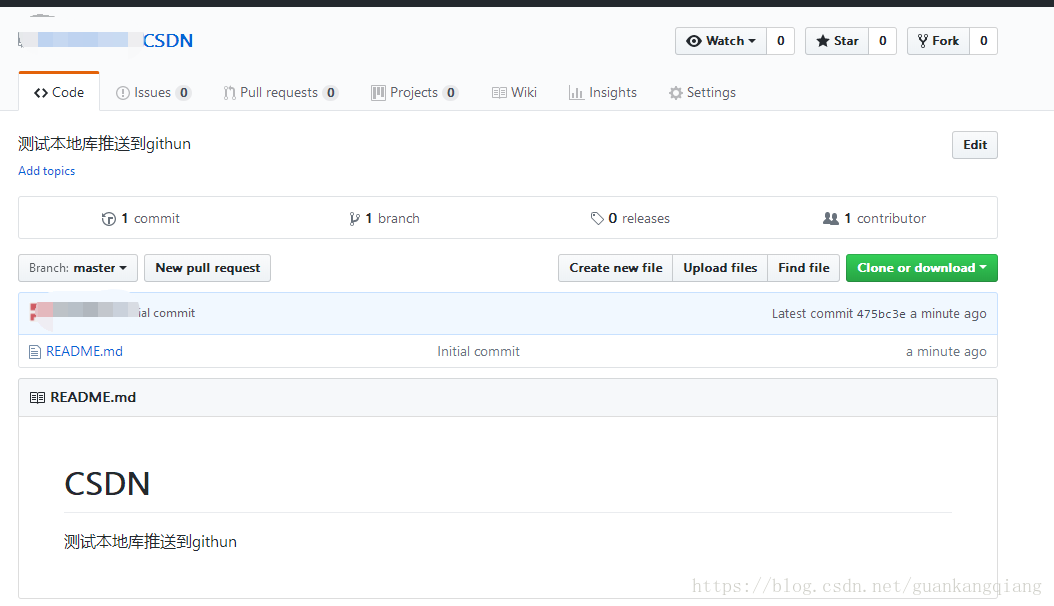 CSDN
Watch 0 Star 0 Fork 0
Code Issues 0 Pull requests 0 Projects 0 Wiki Insights Settings
测试本地库推送到githun
Edit
Add topics
1 commit 1 branch 0 releases 1 contributor
Branch: master New pull request Create new file Upload files Find file Clone or download
commit Latest commit 475bc3e a minute ago
README.md Initial commit a minute ago
README.md
CSDN
测试本地库推送到githun
https://blog.csdn.net/guankangqiang